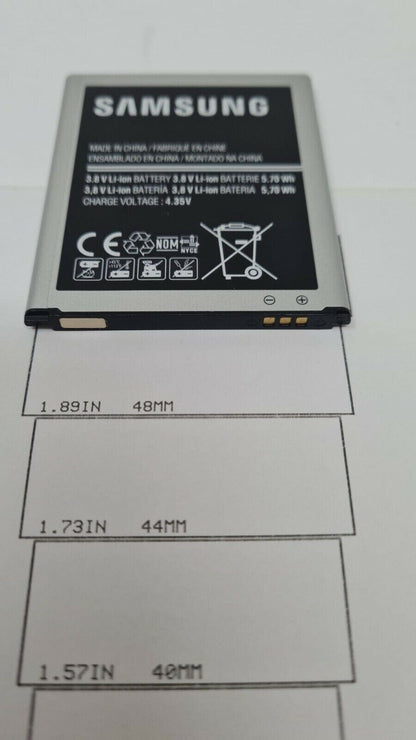 SAMSUNG
MADE IN CHINA / FABRIQUÉ EN CHINE
ENSAMBLADO EN CHINA / MONTADO NA CHINA
3.8 V Li-ion BATTERY 3.8 V Li-ion BATTERIE 5.70 Wh
3,8 V Li-ion BATERÍA 3,8 V Li-ion BATERIA 5,70 Wh
CHARGE VOLTAGE : 4.35V
CE NOM
NYCE
⊖ ⊕
1.89IN 48MM
1.73IN 44MM
1.57IN 40MM